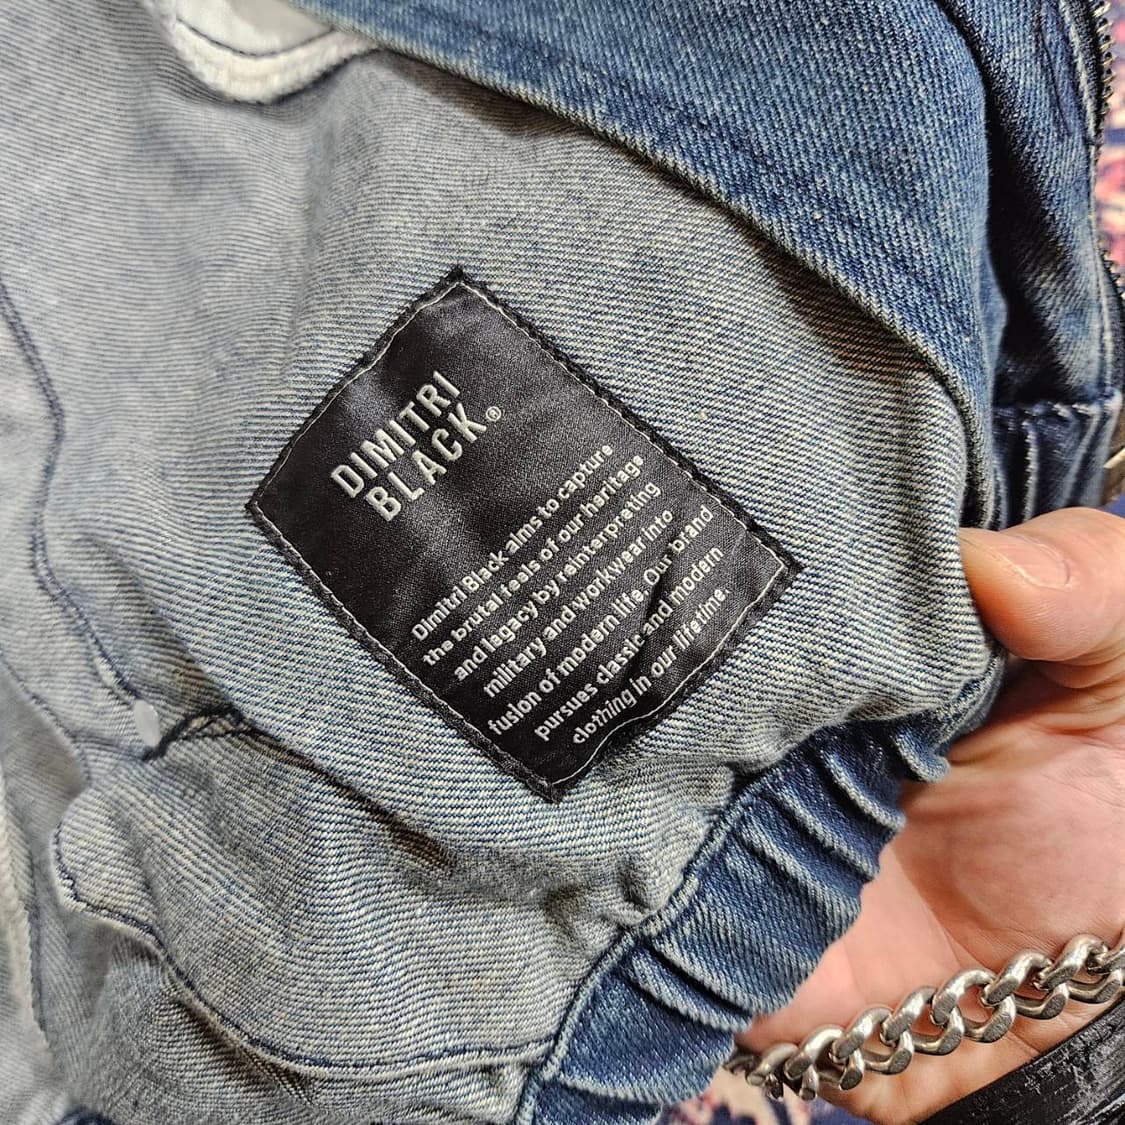 DIMITRI
BLACK®
Dimitri Black aims to capture
the brutal feels of our heritage
and legacy by reinterpreting
military and workwear into
fusion of modern life. Our brand
pursues classic and modern
clothing in our lifetime.